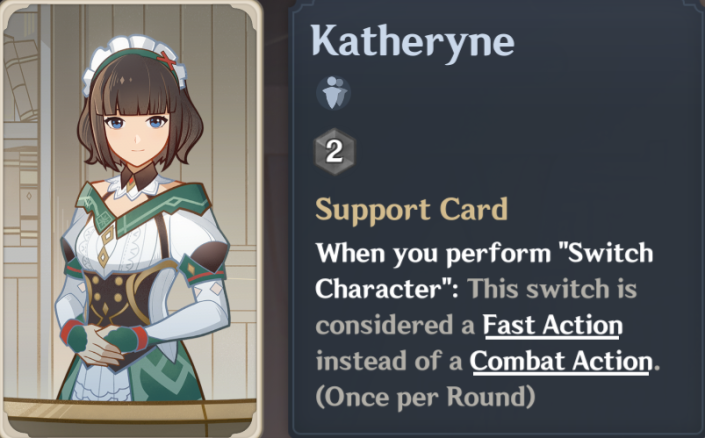 Katheryne
2
Support Card
When you perform "Switch
Character": This switch is
considered a Fast Action
instead of a Combat Action.
(Once per Round)